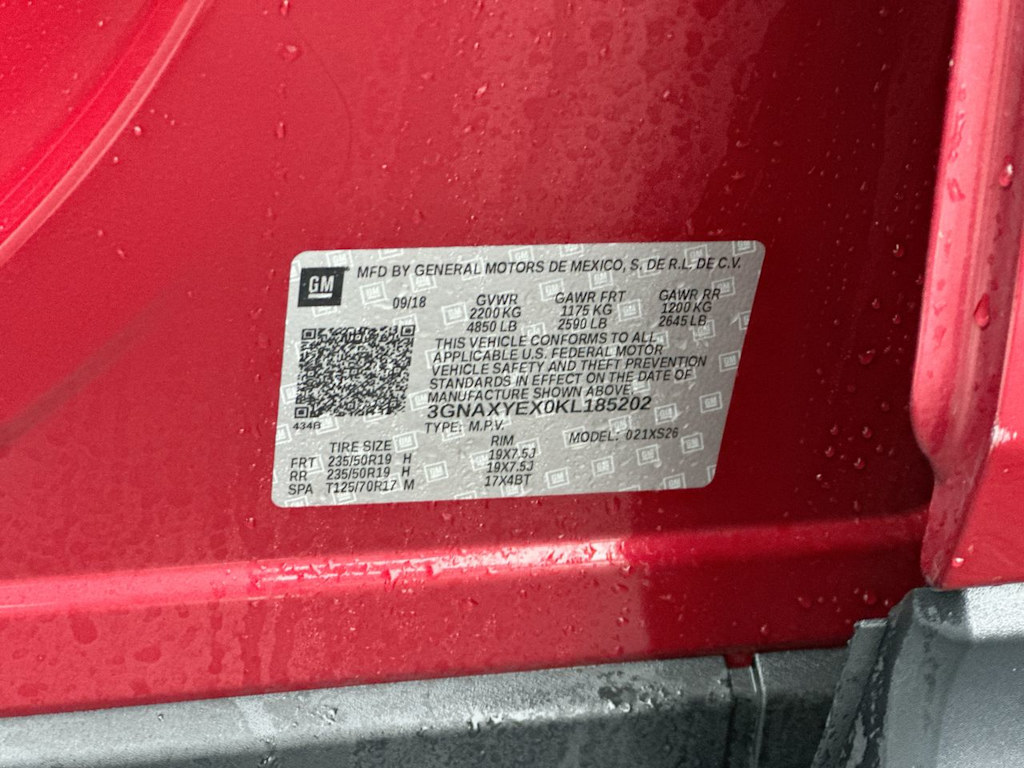 GM
MFD BY GENERAL MOTORS DE MEXICO, S. DE R.L. DE C.V.
09/18 GVWR GAWR FRT GAWR RR
2200 KG 1175 KG 1200 KG
4850 LB 2590 LB 2645 LB
THIS VEHICLE CONFORMS TO ALL
APPLICABLE U.S. FEDERAL MOTOR
VEHICLE SAFETY AND THEFT PREVENTION
STANDARDS IN EFFECT ON THE DATE OF
MANUFACTURE SHOWN ABOVE.
3GNAXYEX0KL185202
434B
TYPE: M.P.V. MODEL: 021XS26
TIRE SIZE RIM
FRT 235/50R19 H 19X7.5J
RR 235/50R19 H 19X7.5J
SPA T125/70R17 M 17X4BT